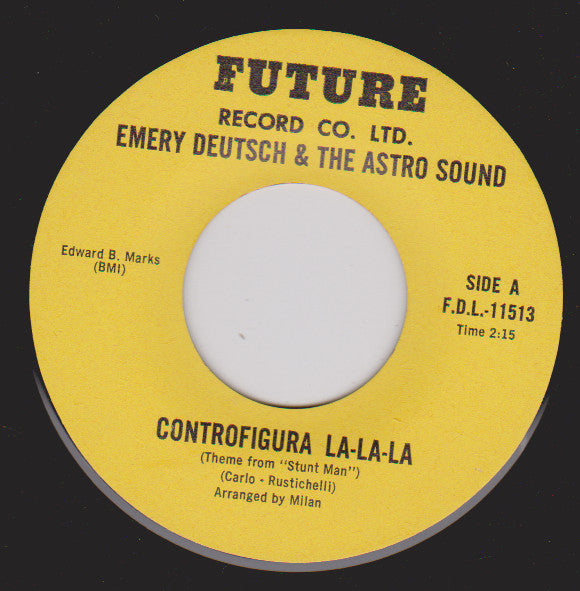 FUTURE
RECORD CO. LTD.
EMERY DEUTSCH & THE ASTRO SOUND
Edward B. Marks
(BMI)
SIDE A
F.D.L.-11513
Time 2:15
CONTROFIGURA LA-LA-LA
(Theme from "Stunt Man")
(Carlo - Rustichelli)
Arranged by Milan